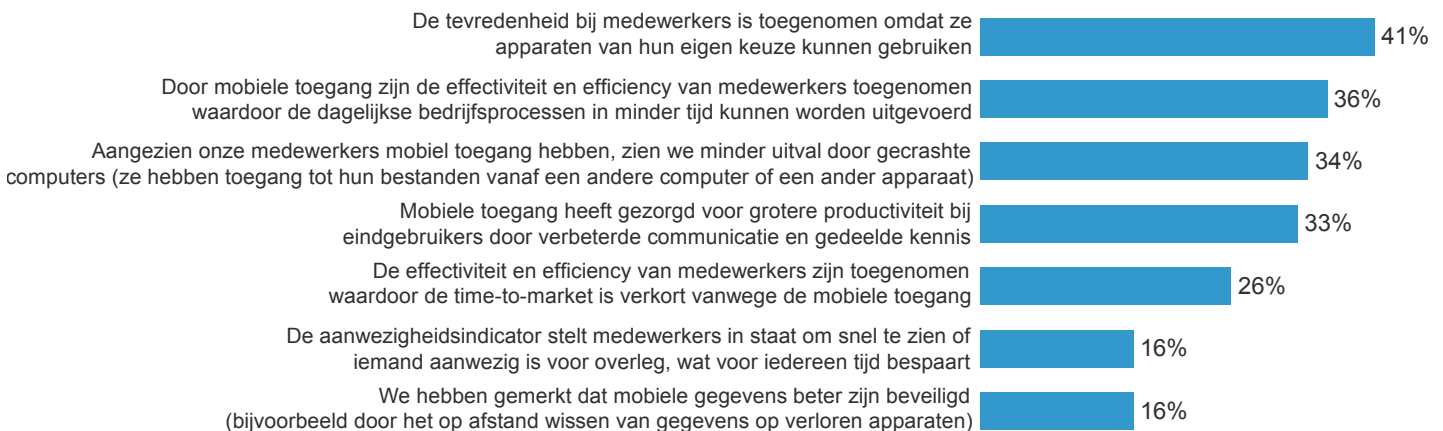 De tevredenheid bij medewerkers is toegenomen omdat ze
apparaten van hun eigen keuze kunnen gebruiken
41%
Door mobiele toegang zijn de effectiviteit en efficiency van medewerkers toegenomen
waardoor de dagelijkse bedrijfsprocessen in minder tijd kunnen worden uitgevoerd
36%
Aangezien onze medewerkers mobiel toegang hebben, zien we minder uitval door gecrashte
computers (ze hebben toegang tot hun bestanden vanaf een andere computer of een ander apparaat)
34%
Mobiele toegang heeft gezorgd voor grotere productiviteit bij
eindgebruikers door verbeterde communicatie en gedeelde kennis
33%
De effectiviteit en efficiency van medewerkers zijn toegenomen
waardoor de time-to-market is verkort vanwege de mobiele toegang
26%
De aanwezigheidsindicator stelt medewerkers in staat om snel te zien of
iemand aanwezig is voor overleg, wat voor iedereen tijd bespaart
16%
We hebben gemerkt dat mobiele gegevens beter zijn beveiligd
(bijvoorbeeld door het op afstand wissen van gegevens op verloren apparaten)
16%